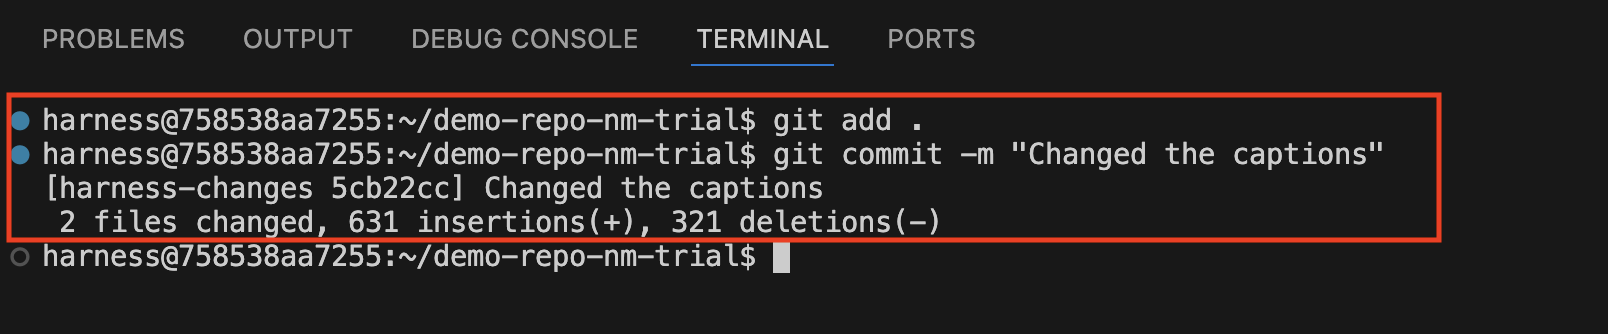 PROBLEMS OUTPUT DEBUG CONSOLE TERMINAL PORTS
harness@758538aa7255:~/demo-repo-nm-trial$ git add .
harness@758538aa7255:~/demo-repo-nm-trial$ git commit -m "Changed the captions"
[harness-changes 5cb22cc] Changed the captions
 2 files changed, 631 insertions(+), 321 deletions(-)
harness@758538aa7255:~/demo-repo-nm-trial$